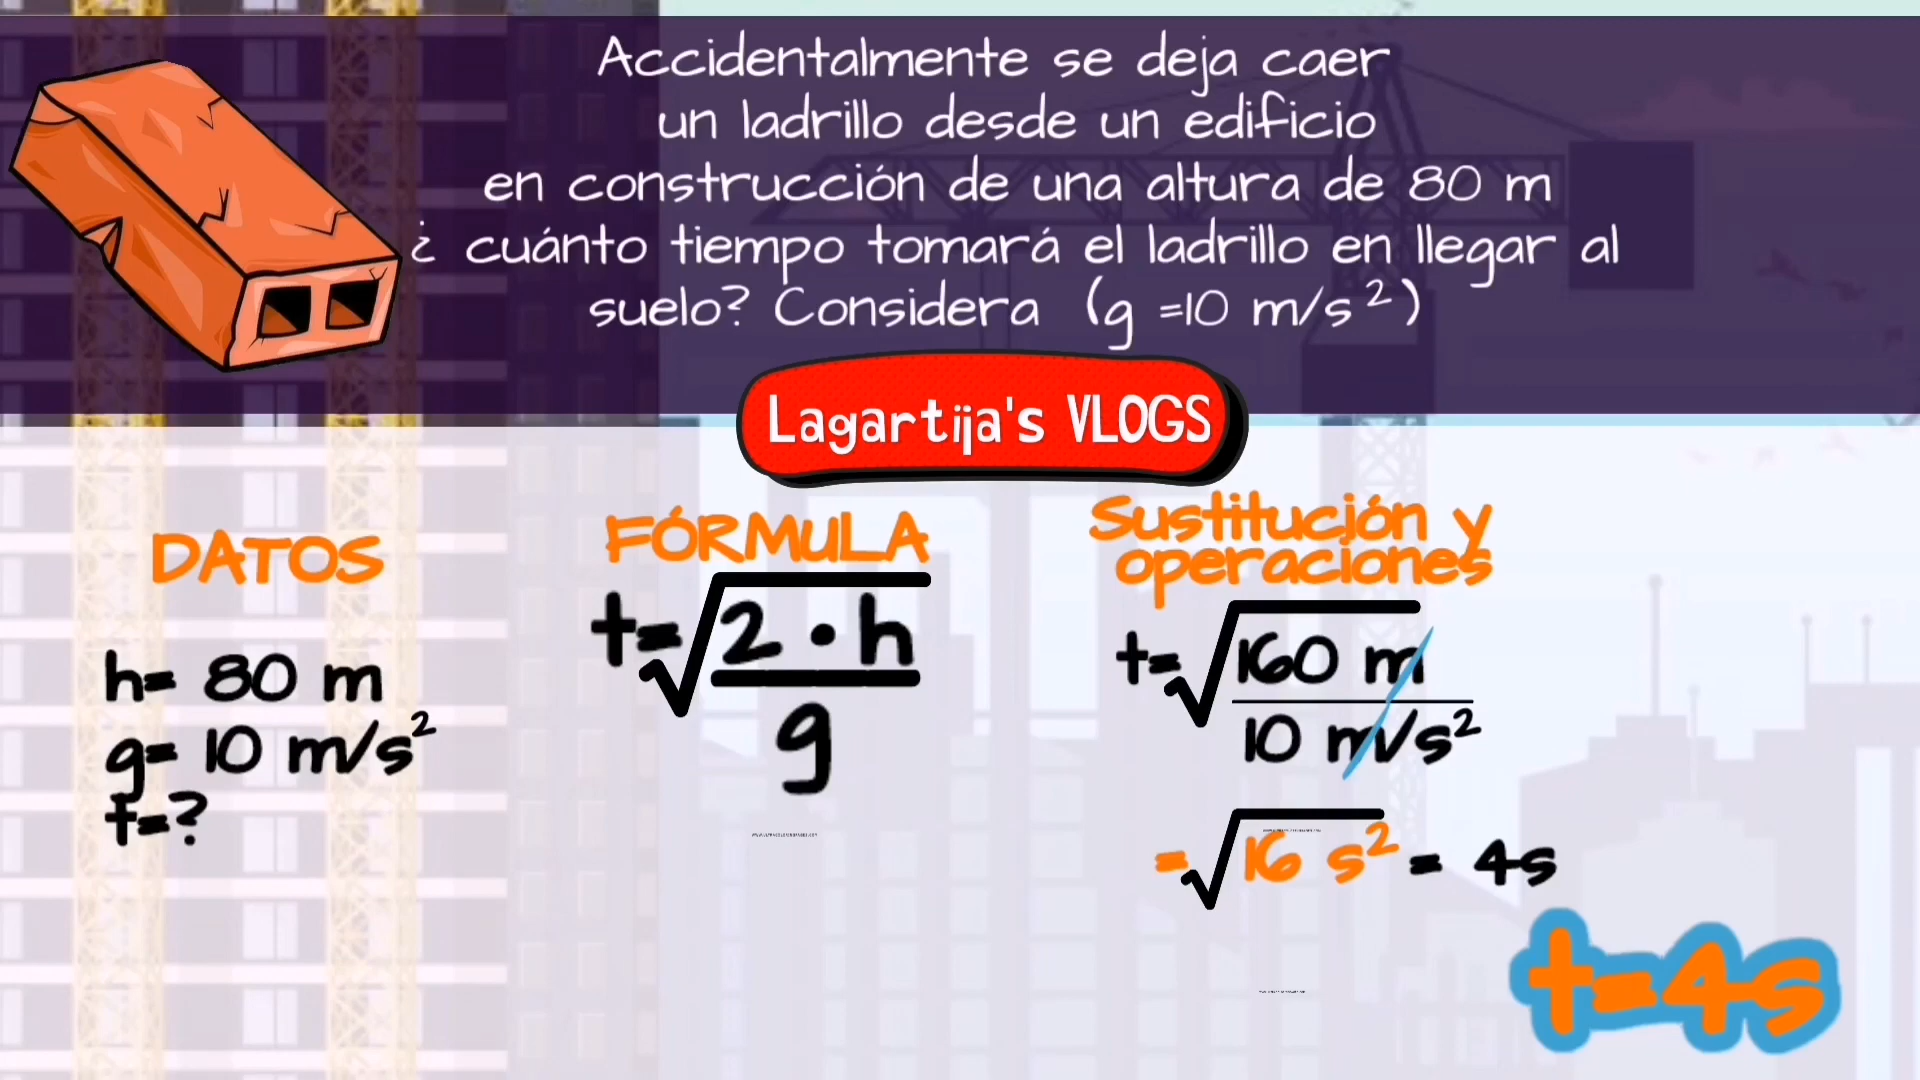 Accidentalmente se deja caer
un ladrillo desde un edificio
en construcción de una altura de 80 m
¿ cuánto tiempo tomará el ladrillo en llegar al
suelo? Considera (g =10 m/s²)
Lagartija's VLOGS
DATOS
h= 80 m
g= 10 m/s²
t=?
FÓRMULA
t=√2 • h
g
Sustitución y
operaciones
t=√160 m
10 m/s²
=√16 s² = 4s
t=4s